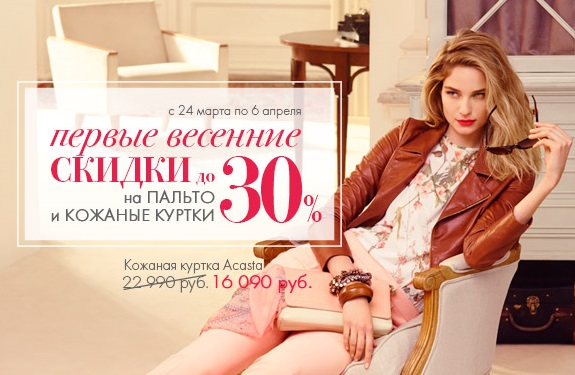 с 24 марта по 6 апреля
первые весенние
СКИДКИ до 30%
на ПАЛЬТО
и КОЖАНЫЕ КУРТКИ
Кожаная куртка Acasta
22 990 руб. 16 090 руб.